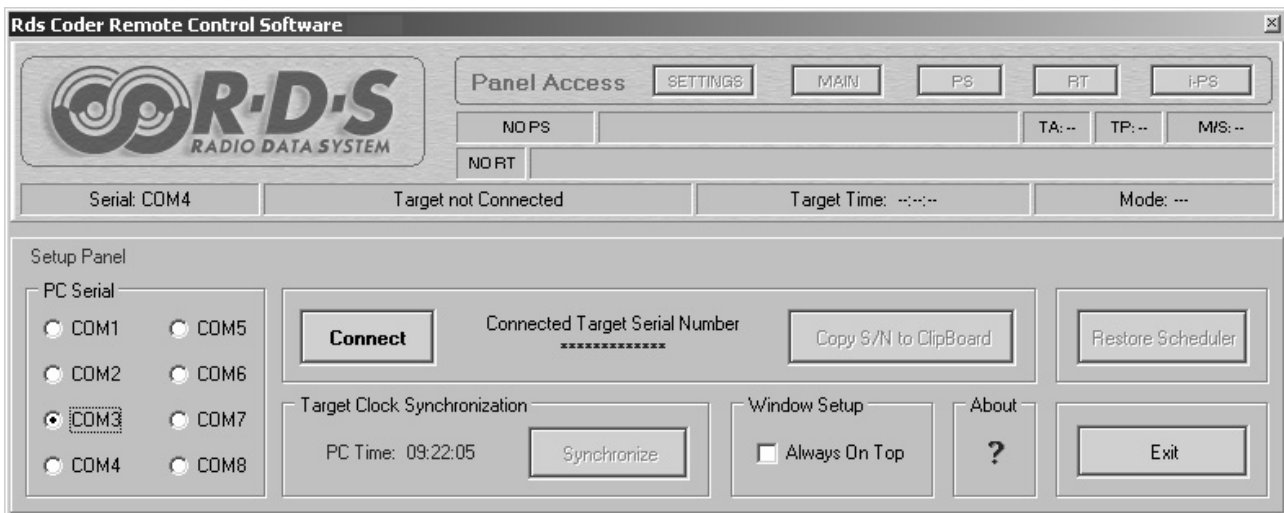 Rds Coder Remote Control Software
R·D·S
RADIO DATA SYSTEM
Panel Access SETTINGS MAIN PS RT i-PS
NO PS TA: -- TP: -- M/S: --
NO RT
Serial: COM4 Target not Connected Target Time: --:--:-- Mode: ---
Setup Panel
PC Serial
COM1 COM5
COM2 COM6
COM3 COM7
COM4 COM8
Connect Connected Target Serial Number Copy S/N to ClipBoard Restore Scheduler
*************
Target Clock Synchronization
PC Time: 09:22:05 Synchronize
Window Setup
Always On Top
About
?
Exit